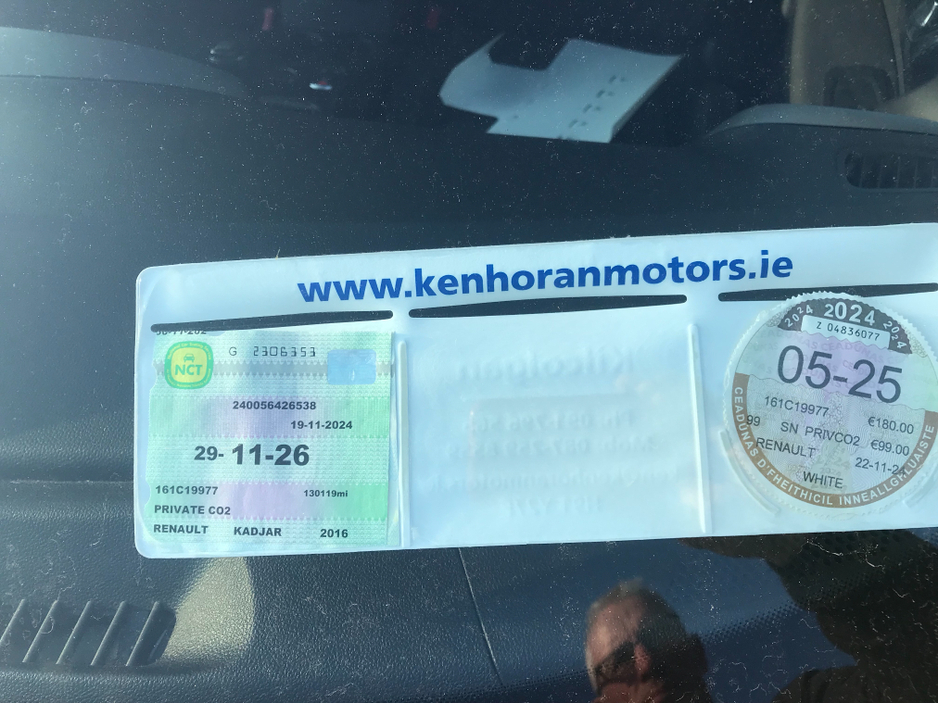 www.kenhoranmotors.ie
NCT
G 2306353
240056426538
19-11-2024
29- 11-26
161C19977
130119mi
PRIVATE CO2
RENAULT KADJAR 2016
2024 2024 2024
Z 04836077
05-25
161C19977 €180.00
99 SN PRIVCO2 €99.00
RENAULT 22-11-24
WHITE
CEADÚNAS D'FHEITHICIL INNEALLGHLUAISTE